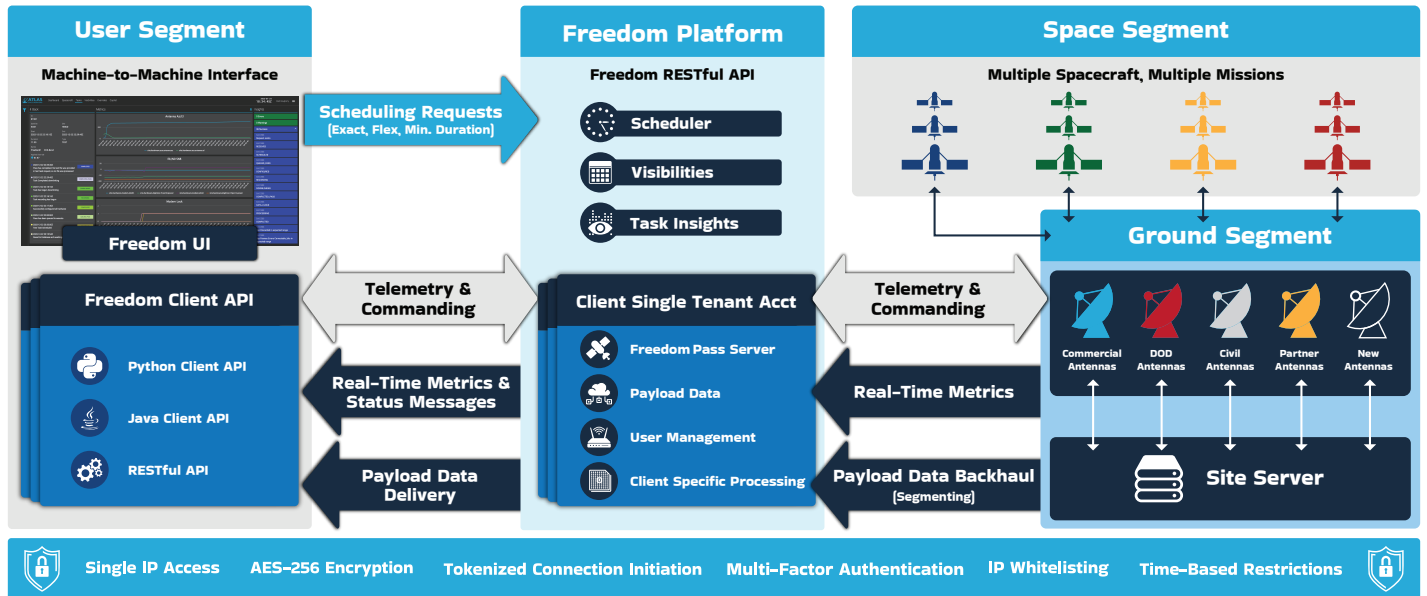 User Segment
Machine-to-Machine Interface
ATLAS
Freedom UI
Freedom Client API
Python Client API
Java Client API
RESTful API
Scheduling Requests
(Exact, Flex, Min. Duration)
Telemetry &
Commanding
Real-Time Metrics &
Status Messages
Payload Data
Delivery
Freedom Platform
Freedom RESTful API
Scheduler
Visibilities
Task Insights
Client Single Tenant Acct
Freedom Pass Server
Payload Data
User Management
Client Specific Processing
Telemetry &
Commanding
Real-Time Metrics
Payload Data Backhaul
(Segmenting)
Space Segment
Multiple Spacecraft, Multiple Missions
Ground Segment
Commercial
Antennas
DOD
Antennas
Civil
Antennas
Partner
Antennas
New
Antennas
Site Server
Single IP Access
AES-256 Encryption
Tokenized Connection Initiation
Multi-Factor Authentication
IP Whitelisting
Time-Based Restrictions